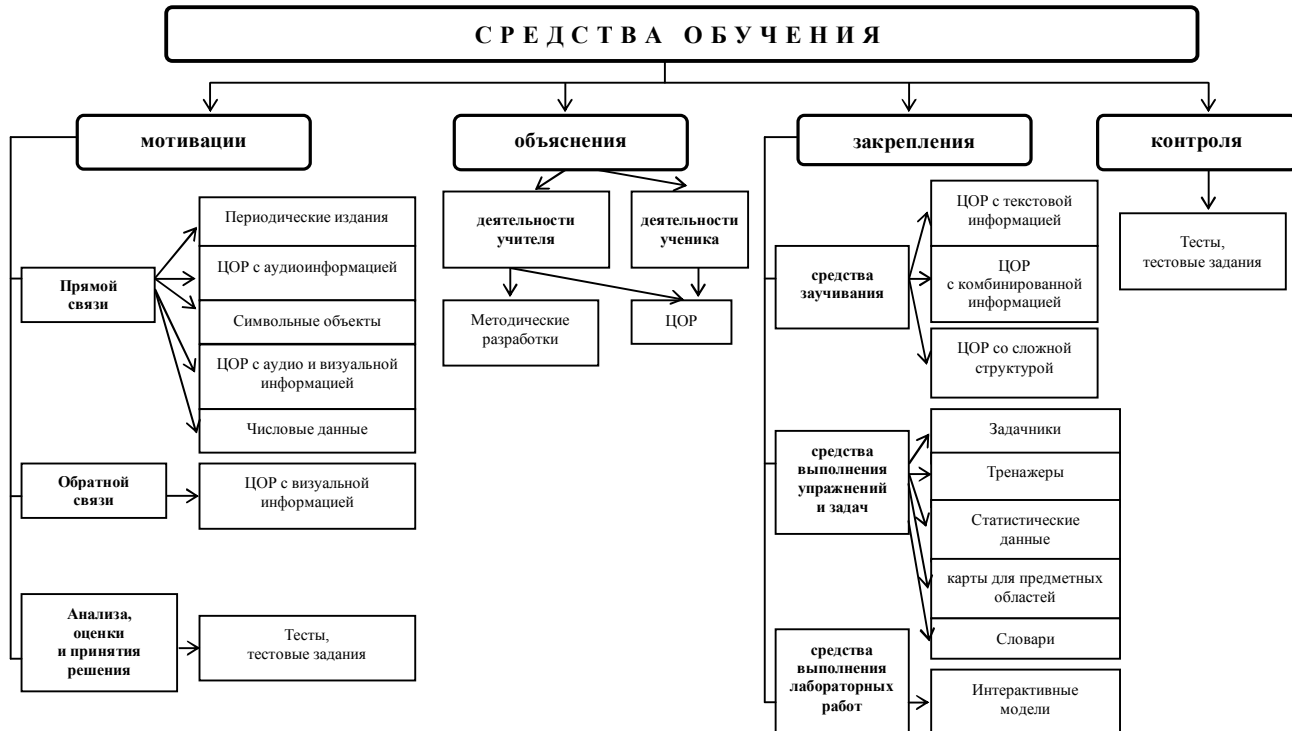 СРЕДСТВА ОБУЧЕНИЯ
мотивации
объяснения
закрепления
контроля
Прямой
связи
Периодические издания
ЦОР с аудиоинформацией
Символьные объекты
ЦОР с аудио и визуальной
информацией
Числовые данные
Обратной
связи
ЦОР с визуальной
информацией
Анализа,
оценки
и принятия
решения
Тесты,
тестовые задания
деятельности
учителя
деятельности
ученика
Методические
разработки
ЦОР
средства
заучивания
ЦОР с текстовой
информацией
ЦОР
с комбинированной
информацией
ЦОР со сложной
структурой
средства
выполнения
упражнений
и задач
Задачники
Тренажеры
Статистические
данные
карты для предметных
областей
Словари
средства
выполнения
лабораторных
работ
Интерактивные
модели
Тесты,
тестовые задания